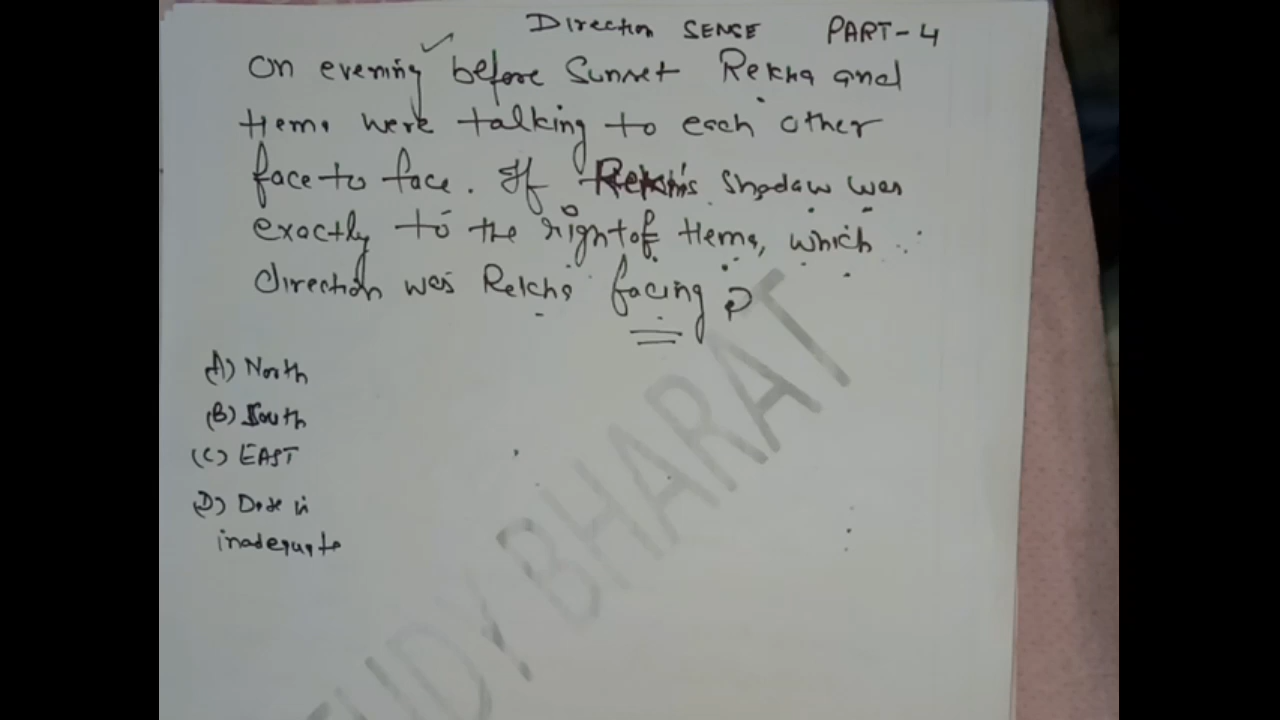 Direction SENSE PART-4
On evening before Sunset Rekha and
Hema were talking to each other
face to face. If Rekha's Shadow was
exactly to the right of Hema, which
direction was Rekha facing ?
(A) North
(B) South
(C) EAST
(D) Data is
inadequate
STUDY BHARAT